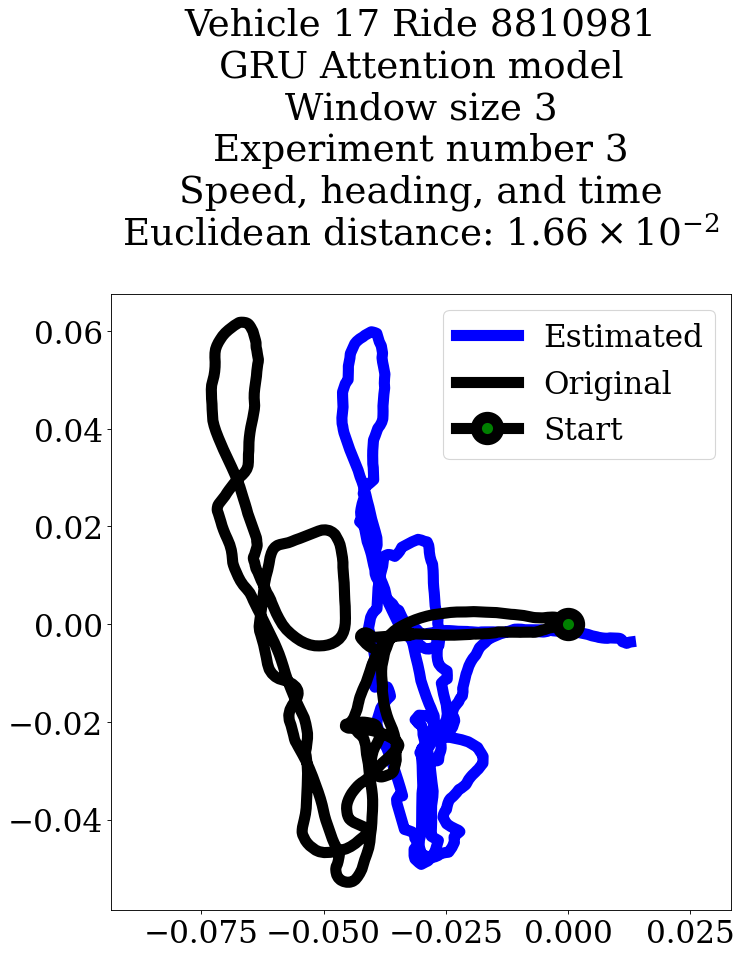 Vehicle 17 Ride 8810981
GRU Attention model
Window size 3
Experiment number 3
Speed, heading, and time
Euclidean distance: 1.66 × 10⁻²
Estimated
Original
Start
0.06
0.04
0.02
0.00
−0.02
−0.04
−0.075 −0.050 −0.025 0.000 0.025